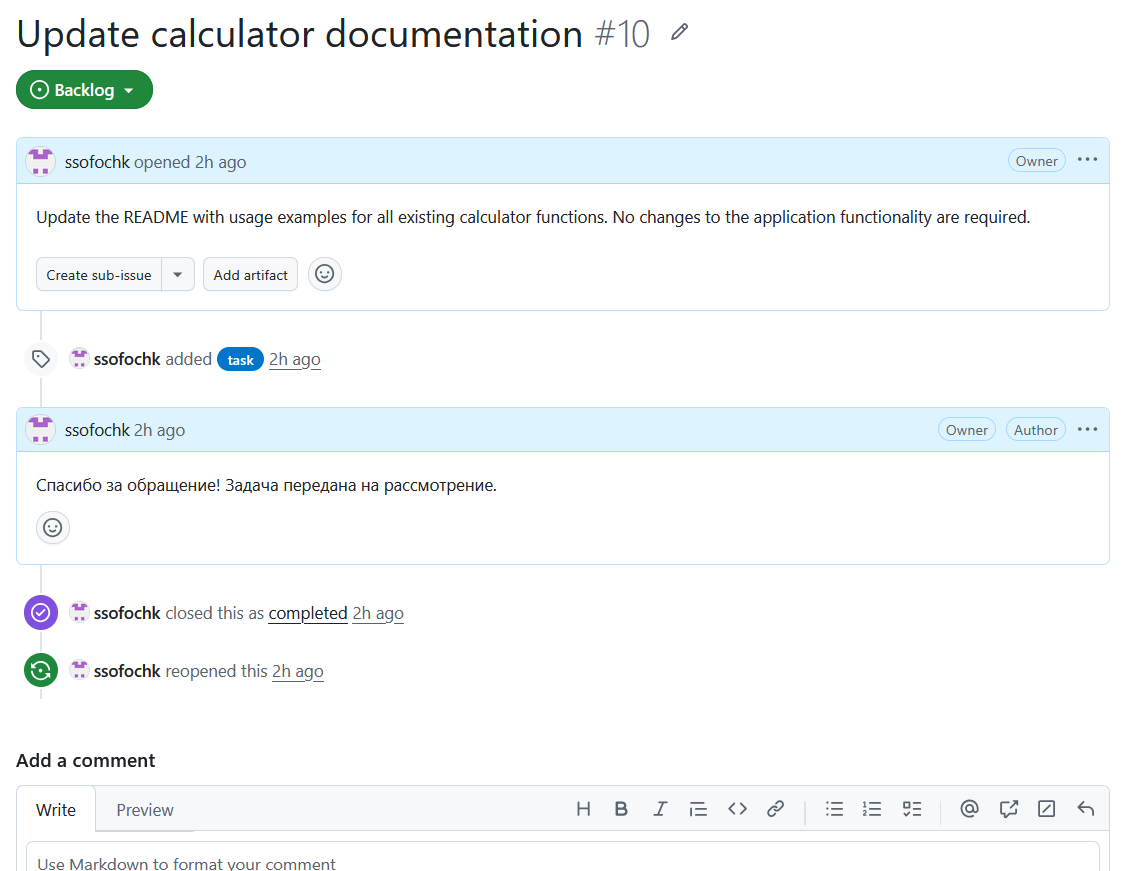 Update calculator documentation #10
Backlog
ssofochk opened 2h ago Owner
Update the README with usage examples for all existing calculator functions. No changes to the application functionality are required.
Create sub-issue Add artifact
ssofochk added task 2h ago
ssofochk 2h ago Owner Author
Спасибо за обращение! Задача передана на рассмотрение.
ssofochk closed this as completed 2h ago
ssofochk reopened this 2h ago
Add a comment
Write Preview
Use Markdown to format your comment